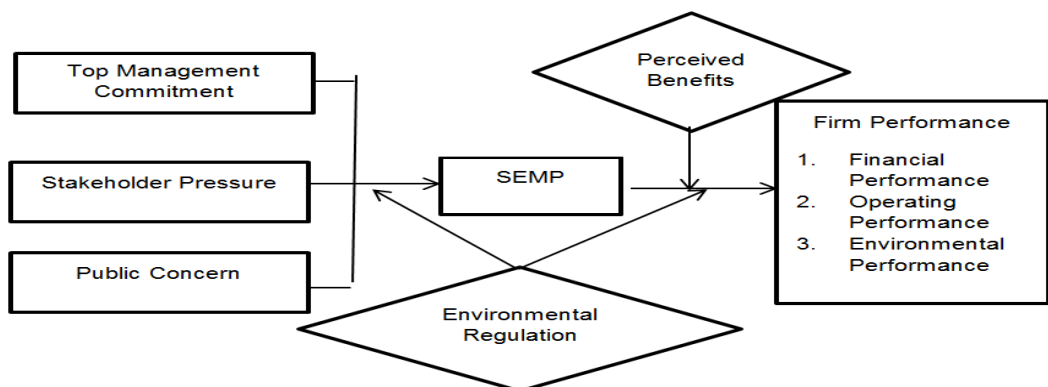 Top Management
Commitment
Stakeholder Pressure
Public Concern
SEMP
Perceived
Benefits
Environmental
Regulation
Firm Performance
1. Financial
Performance
2. Operating
Performance
3. Environmental
Performance